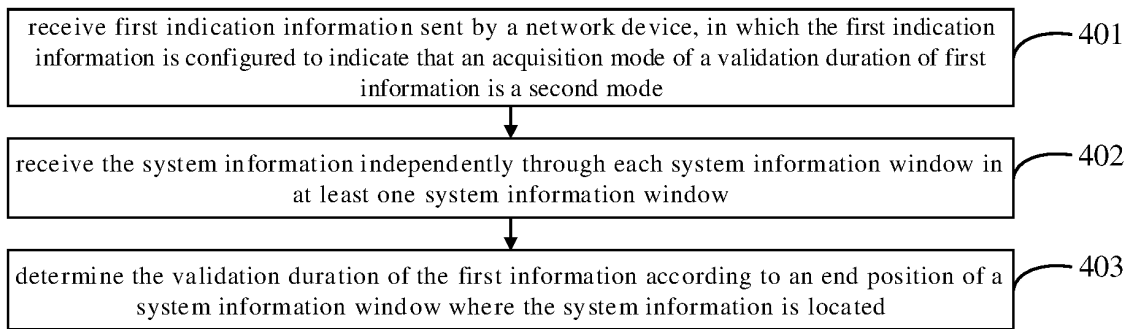 receive first indication information sent by a network device, in which the first indication
information is configured to indicate that an acquisition mode of a validation duration of first
information is a second mode
401
receive the system information independently through each system information window in
at least one system information window
402
determine the validation duration of the first information according to an end position of a
system information window where the system information is located
403